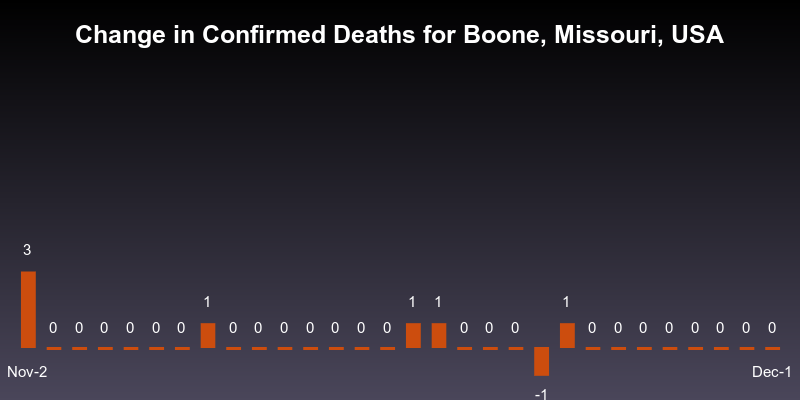 Change in Confirmed Deaths for Boone, Missouri, USA
3
1 1 1 1
0 0 0 0 0 0 0 0 0 0 0 0 0 0 0 0 0 0 0 0 0 0 0 0
Nov-2 Dec-1
-1